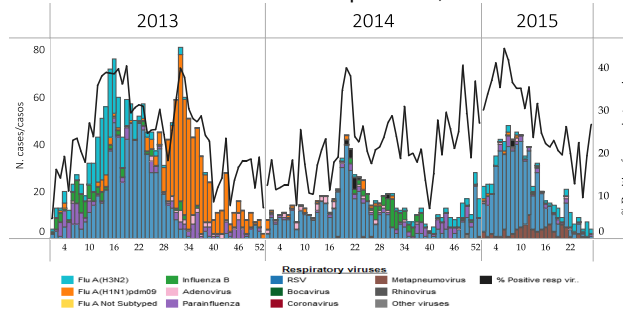 2013 2014 2015
80 60 40 20 0
N. cases/casos
40 30 20 10 0
4 10 16 22 28 34 40 46 52 4 10 16 22 28 34 40 46 52 4 10 16 22
Respiratory viruses
Flu A(H3N2) Influenza B RSV Metapneumovirus % Positive resp vir..
Flu A(H1N1)pdm09 Adenovirus Bocavirus Rhinovirus
Flu A Not Subtyped Parainfluenza Coronavirus Other viruses